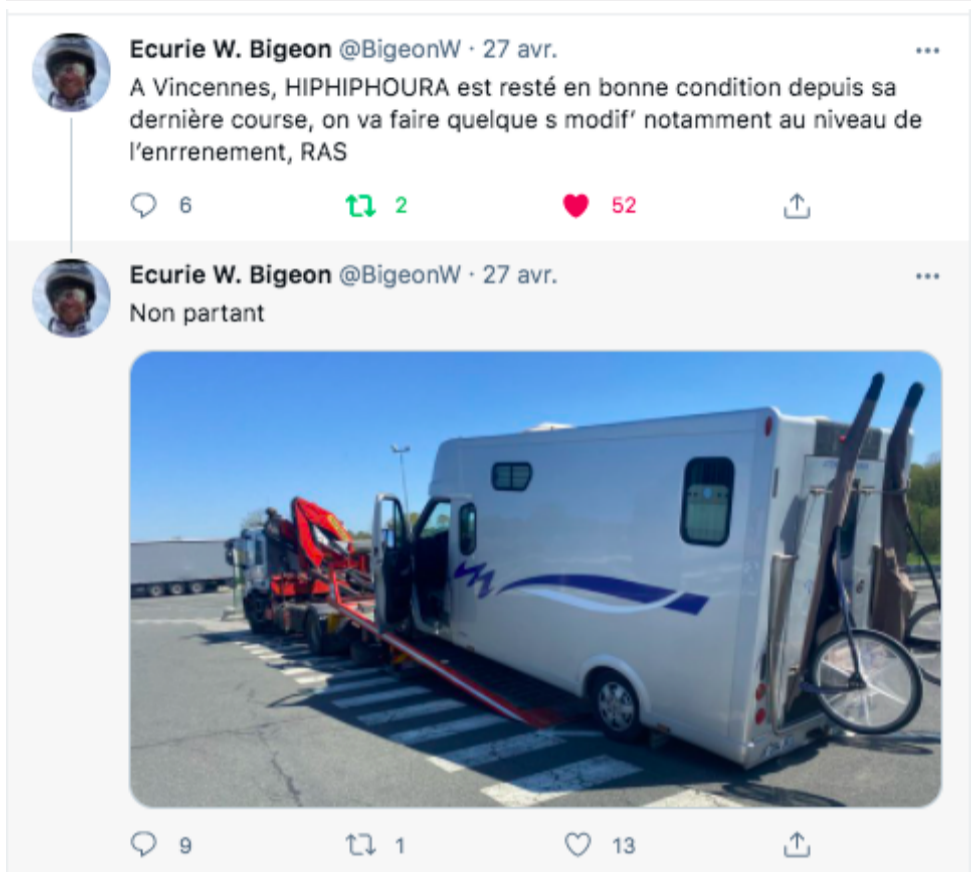 Ecurie W. Bigeon @BigeonW · 27 avr.
A Vincennes, HIPHIPHOURA est resté en bonne condition depuis sa
dernière course, on va faire quelque s modif’ notamment au niveau de
l’enrrenement, RAS
6 2 52
Ecurie W. Bigeon @BigeonW · 27 avr.
Non partant
9 1 13